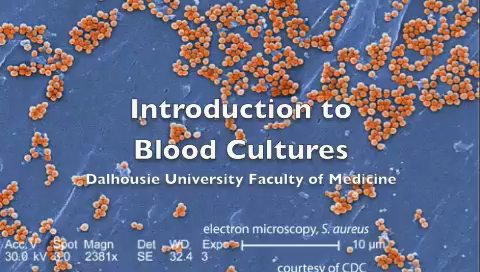 Introduction to
Blood Cultures
Dalhousie University Faculty of Medicine
electron microscopy, S. aureus
Acc.V Spot Magn Det WD Exp 10 µm
30.0 kV 3.0 2381x SE 32.4 3
courtesy of CDC